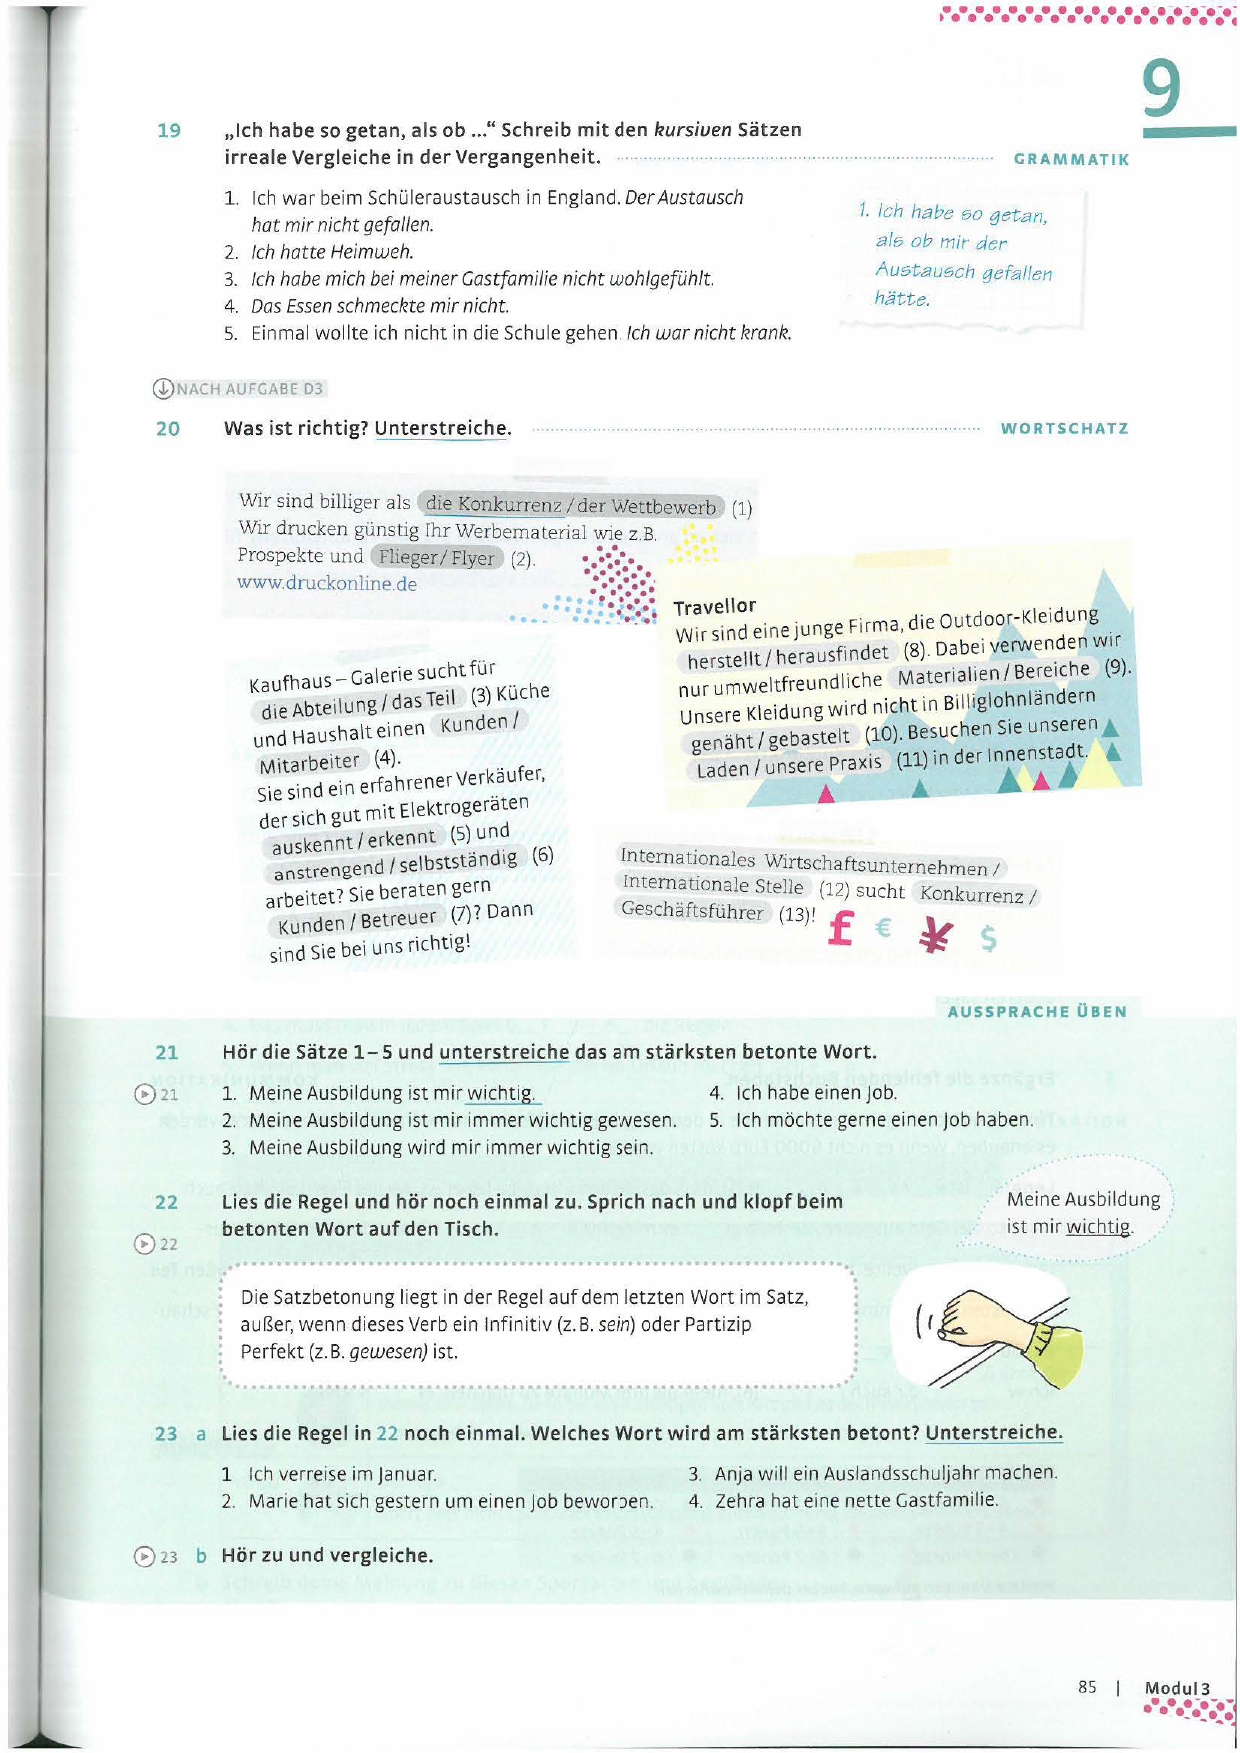 9
19 „Ich habe so getan, als ob ...“ Schreib mit den kursiven Sätzen
irreale Vergleiche in der Vergangenheit. GRAMMATIK
1. Ich war beim Schüleraustausch in England. Der Austausch
hat mir nicht gefallen.
2. Ich hatte Heimweh.
3. Ich habe mich bei meiner Gastfamilie nicht wohlgefühlt.
4. Das Essen schmeckte mir nicht.
5. Einmal wollte ich nicht in die Schule gehen. Ich war nicht krank.
1. Ich habe so getan,
als ob mir der
Austausch gefallen
hätte.
NACH AUFGABE D3
20 Was ist richtig? Unterstreiche. WORTSCHATZ
Wir sind billiger als die Konkurrenz / der Wettbewerb (1)
Wir drucken günstig Ihr Werbematerial wie z.B.
Prospekte und Flieger / Flyer (2).
www.druckonline.de
Kaufhaus – Galerie sucht für
die Abteilung / das Teil (3) Küche
und Haushalt einen Kunden /
Mitarbeiter (4).
Sie sind ein erfahrener Verkäufer,
der sich gut mit Elektrogeräten
auskennt / erkennt (5) und
anstrengend / selbstständig (6)
arbeitet? Sie beraten gern
Kunden / Betreuer (7)? Dann
sind Sie bei uns richtig!
Travellor
Wir sind eine junge Firma, die Outdoor-Kleidung
herstellt / herausfindet (8). Dabei verwenden wir
nur umweltfreundliche Materialien / Bereiche (9).
Unsere Kleidung wird nicht in Billiglohnländern
genäht / gebastelt (10). Besuchen Sie unseren
Laden / unsere Praxis (11) in der Innenstadt.
Internationales Wirtschaftsunternehmen /
Internationale Stelle (12) sucht Konkurrenz /
Geschäftsführer (13)!
£ € ¥ $
AUSSPRACHE ÜBEN
21 Hör die Sätze 1–5 und unterstreiche das am stärksten betonte Wort.
21 1. Meine Ausbildung ist mir wichtig.
2. Meine Ausbildung ist mir immer wichtig gewesen.
3. Meine Ausbildung wird mir immer wichtig sein.
4. Ich habe einen Job.
5. Ich möchte gerne einen Job haben.
22 Lies die Regel und hör noch einmal zu. Sprich nach und klopf beim
betonten Wort auf den Tisch.
22
Meine Ausbildung
ist mir wichtig.
Die Satzbetonung liegt in der Regel auf dem letzten Wort im Satz,
außer, wenn dieses Verb ein Infinitiv (z.B. sein) oder Partizip
Perfekt (z.B. gewesen) ist.
23 a Lies die Regel in 22 noch einmal. Welches Wort wird am stärksten betont? Unterstreiche.
1 Ich verreise im Januar.
2. Marie hat sich gestern um einen Job beworben.
3. Anja will ein Auslandsschuljahr machen.
4. Zehra hat eine nette Gastfamilie.
23 b Hör zu und vergleiche.
85 | Modul 3